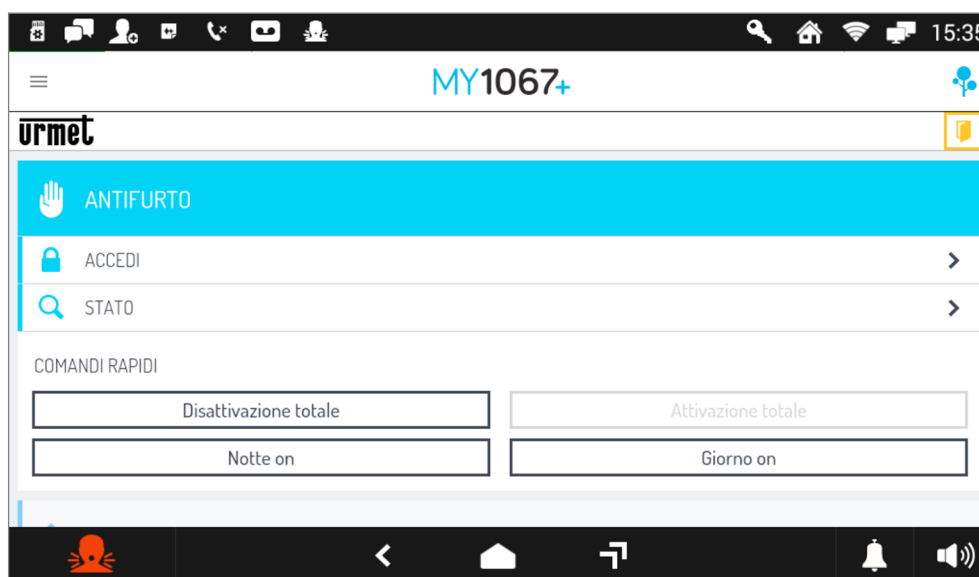 15:35
MY1067+
urmet
ANTIFURTO
ACCEDI
STATO
COMANDI RAPIDI
Disattivazione totale
Attivazione totale
Notte on
Giorno on